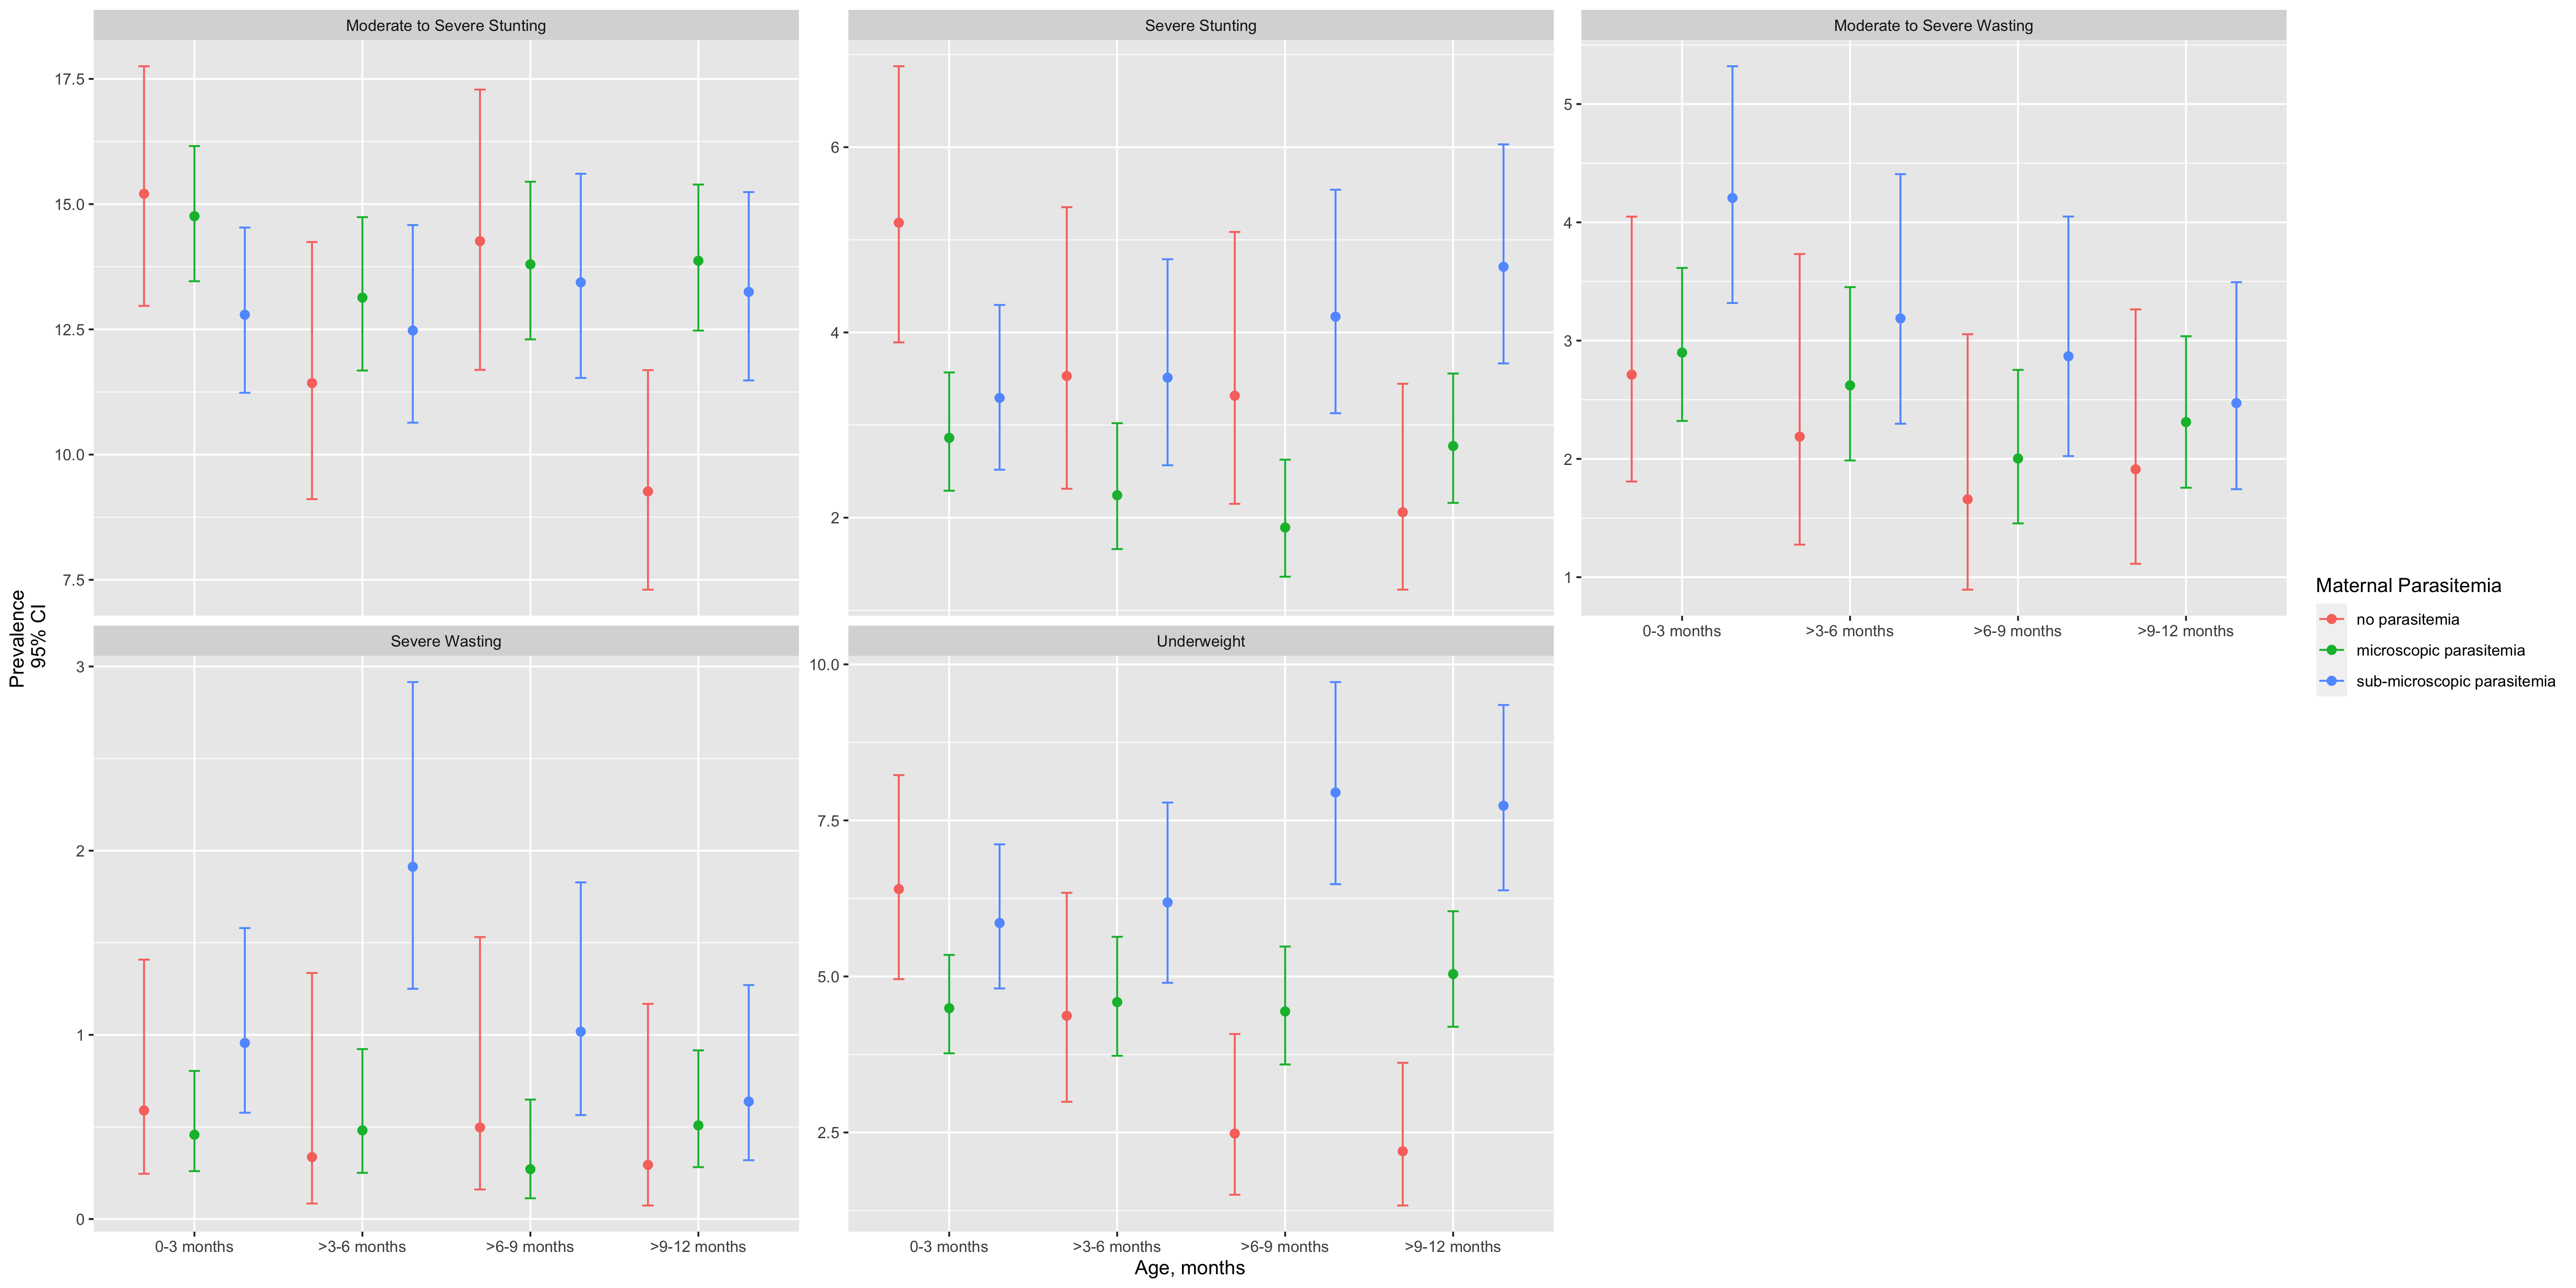 Moderate to Severe Stunting
Severe Stunting
Moderate to Severe Wasting
17.5
15.0
12.5
10.0
7.5
6
4
2
5
4
3
2
1
0-3 months
>3-6 months
>6-9 months
>9-12 months
Prevalence
95% CI
Severe Wasting
Underweight
3
2
1
0
10.0
7.5
5.0
2.5
0-3 months
>3-6 months
>6-9 months
>9-12 months
0-3 months
>3-6 months
>6-9 months
>9-12 months
Age, months
Maternal Parasitemia
no parasitemia
microscopic parasitemia
sub-microscopic parasitemia